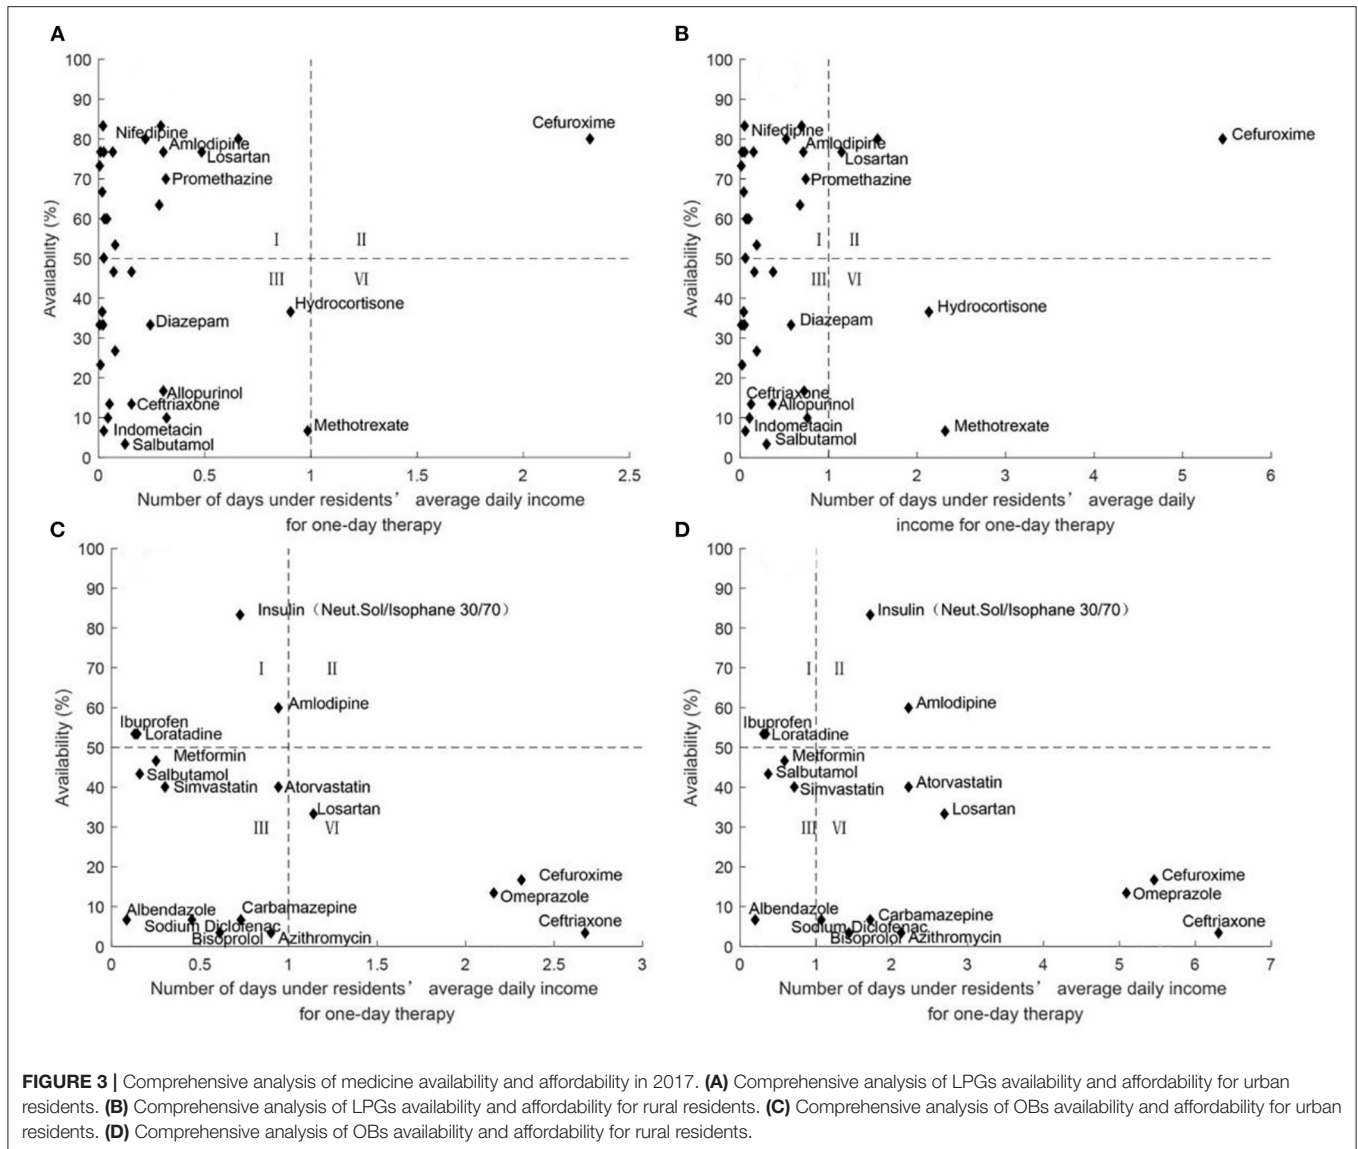 A
100
90
80
70
60
50
40
30
20
10
0
Availability (%)
Nifedipine
Amlodipine
Losartan
Promethazine
Cefuroxime
I
II
III
VI
Hydrocortisone
Diazepam
Allopurinol
Ceftriaxone
Indometacin
Salbutamol
Methotrexate
0
0.5
1
1.5
2
2.5
Number of days under residents’ average daily income
for one-day therapy
B
100
90
80
70
60
50
40
30
20
10
0
Availability (%)
Nifedipine
Amlodipine
Losartan
Promethazine
Cefuroxime
I
II
III
VI
Hydrocortisone
Diazepam
Ceftriaxone
Allopurinol
Indometacin
Salbutamol
Methotrexate
0
1
2
3
4
5
6
Number of days under residents’ average daily
income for one-day therapy
C
100
90
80
70
60
50
40
30
20
10
0
Availability (%)
Insulin（Neut.Sol/Isophane 30/70）
I
II
Amlodipine
Ibuprofen
Loratadine
Metformin
Salbutamol
Simvastatin
Atorvastatin
Losartan
III
VI
Cefuroxime
Omeprazole
Albendazole
Carbamazepine
Sodium Diclofenac
Ceftriaxone
Bisoprolol
Azithromycin
0
0.5
1
1.5
2
2.5
3
Number of days under residents’ average daily income
for one-day therapy
D
100
90
80
70
60
50
40
30
20
10
0
Availability (%)
Insulin（Neut.Sol/Isophane 30/70）
I
II
Amlodipine
Ibuprofen
Loratadine
Metformin
Salbutamol
Simvastatin
Atorvastatin
Losartan
III
VI
Cefuroxime
Omeprazole
Albendazole
Carbamazepine
Sodium Diclofenac
Ceftriaxone
Bisoprolol
Azithromycin
0
1
2
3
4
5
6
7
Number of days under residents’ average daily income
for one-day therapy
FIGURE 3 | Comprehensive analysis of medicine availability and affordability in 2017. (A) Comprehensive analysis of LPGs availability and affordability for urban
residents. (B) Comprehensive analysis of LPGs availability and affordability for rural residents. (C) Comprehensive analysis of OBs availability and affordability for urban
residents. (D) Comprehensive analysis of OBs availability and affordability for rural residents.